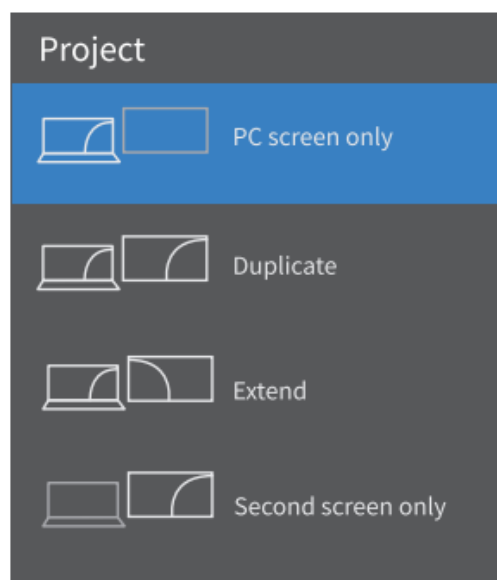 Project
PC screen only
Duplicate
Extend
Second screen only